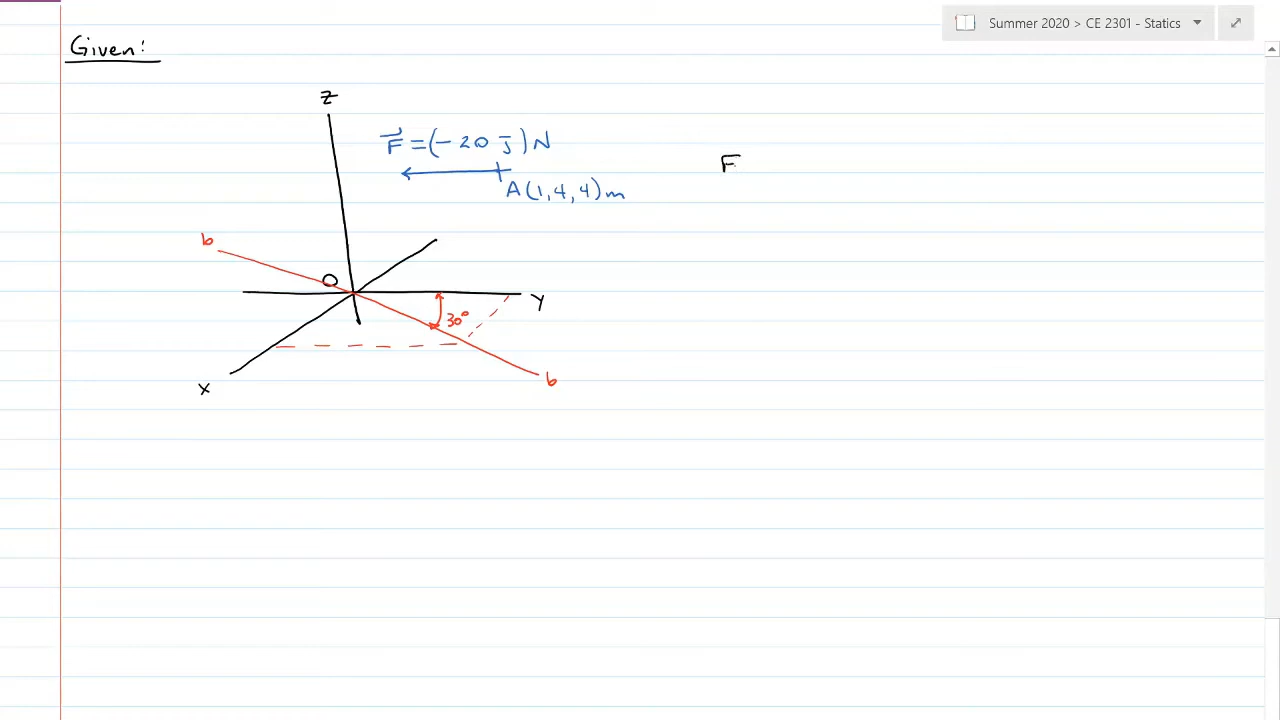 Summer 2020 > CE 2301 - Statics
Given:
z
F = (- 20 j) N
A (1, 4, 4) m
F
b
O
y
30°
x
b